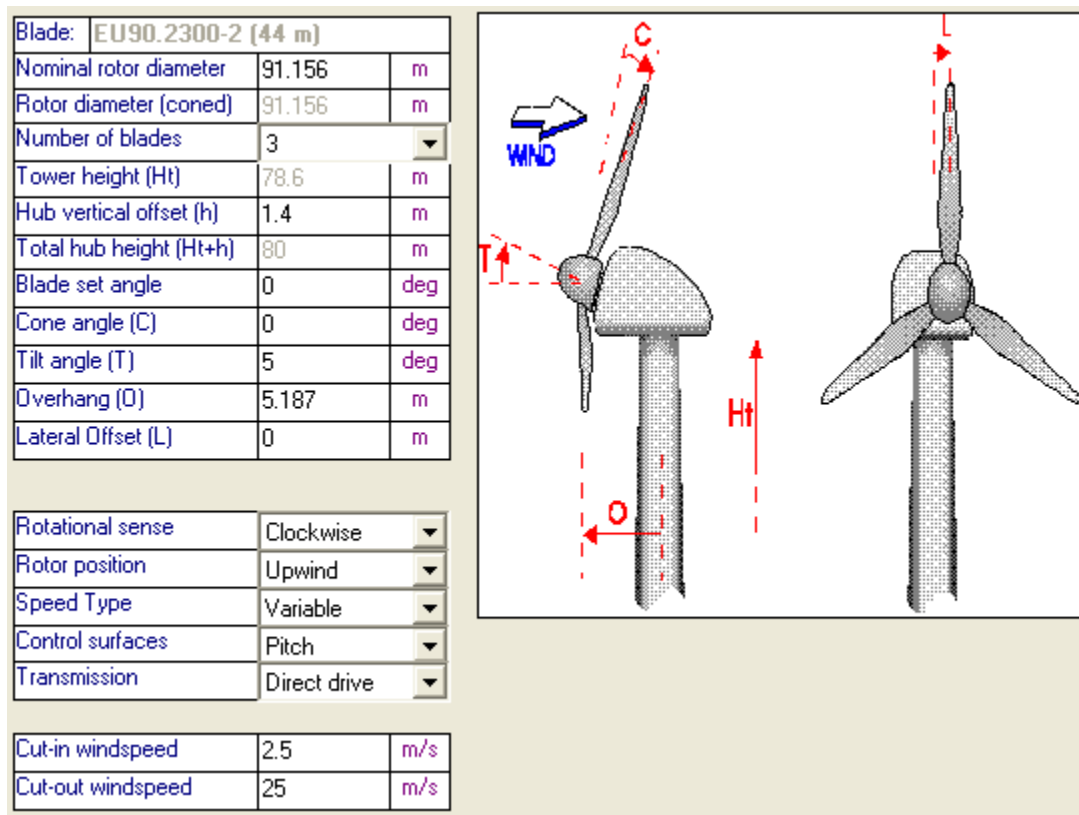 Blade: EU90.2300-2 (44 m)
Nominal rotor diameter 91.156 m
Rotor diameter (coned) 91.156 m
Number of blades 3
Tower height (Ht) 78.6 m
Hub vertical offset (h) 1.4 m
Total hub height (Ht+h) 80 m
Blade set angle 0 deg
Cone angle (C) 0 deg
Tilt angle (T) 5 deg
Overhang (O) 5.187 m
Lateral Offset (L) 0 m
Rotational sense Clockwise
Rotor position Upwind
Speed Type Variable
Control surfaces Pitch
Transmission Direct drive
Cut-in windspeed 2.5 m/s
Cut-out windspeed 25 m/s
C
L
WIND
T
Ht
O